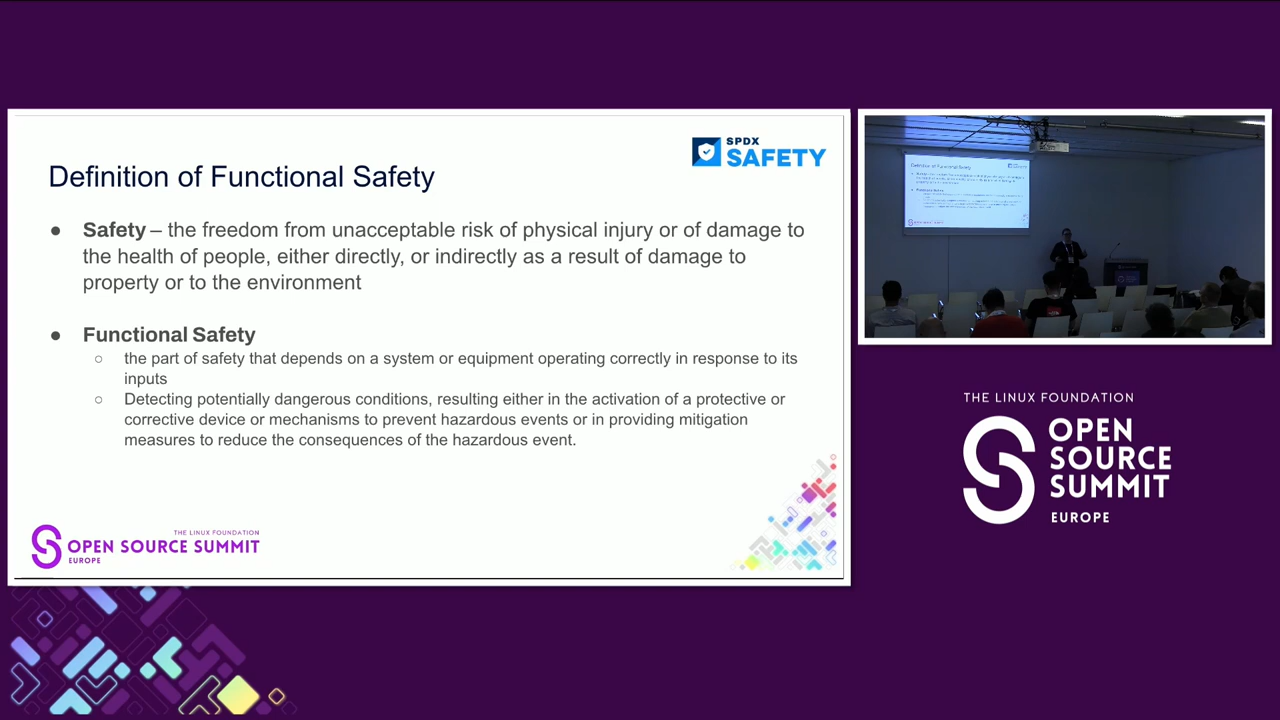 SPDX
SAFETY
Definition of Functional Safety
● Safety – the freedom from unacceptable risk of physical injury or of damage to
the health of people, either directly, or indirectly as a result of damage to
property or to the environment
● Functional Safety
○ the part of safety that depends on a system or equipment operating correctly in response to its
inputs
○ Detecting potentially dangerous conditions, resulting either in the activation of a protective or
corrective device or mechanisms to prevent hazardous events or in providing mitigation
measures to reduce the consequences of the hazardous event.
THE LINUX FOUNDATION
OPEN SOURCE SUMMIT
EUROPE
Definition of Functional Safety
THE LINUX FOUNDATION
OPEN
SOURCE
SUMMIT
EUROPE